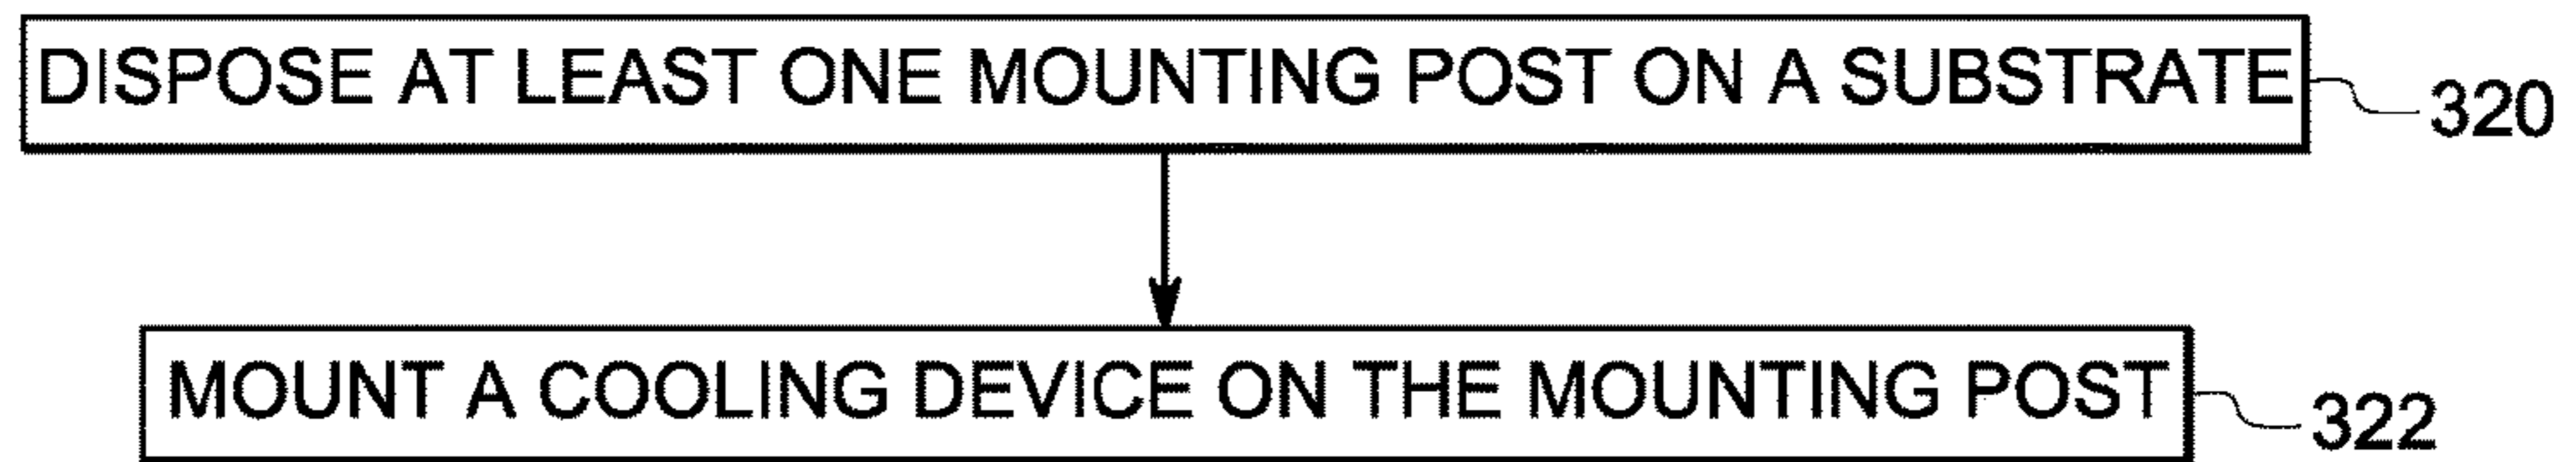 DISPOSE AT LEAST ONE MOUNTING POST ON A SUBSTRATE 320
MOUNT A COOLING DEVICE ON THE MOUNTING POST 322